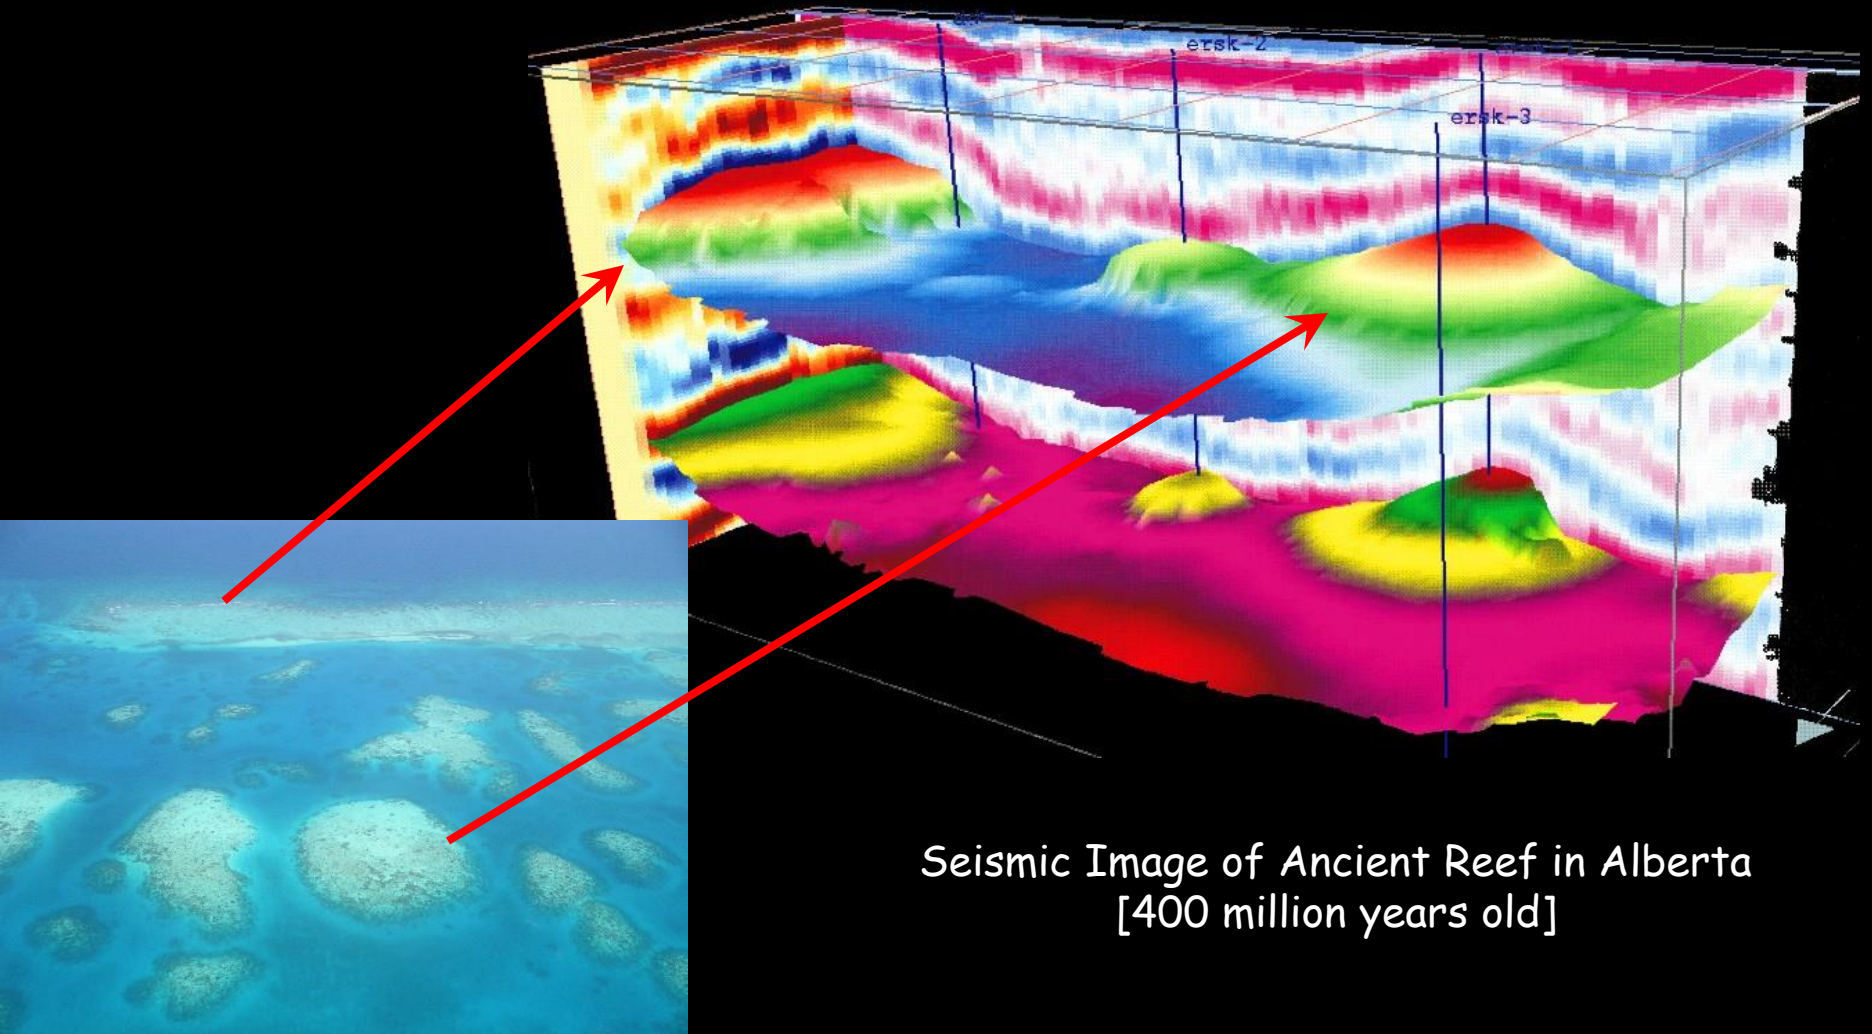 ersk-2
ersk-3
Seismic Image of Ancient Reef in Alberta
[400 million years old]